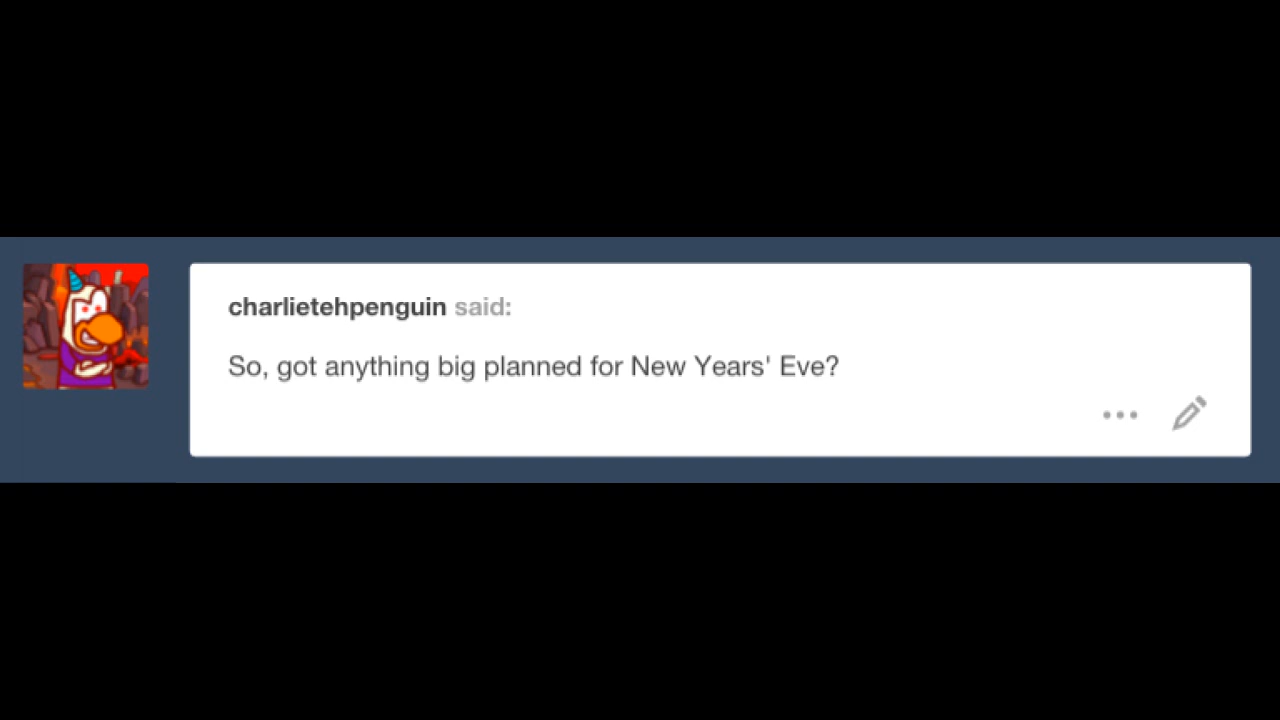 charlietehpenguin said:
So, got anything big planned for New Years' Eve?